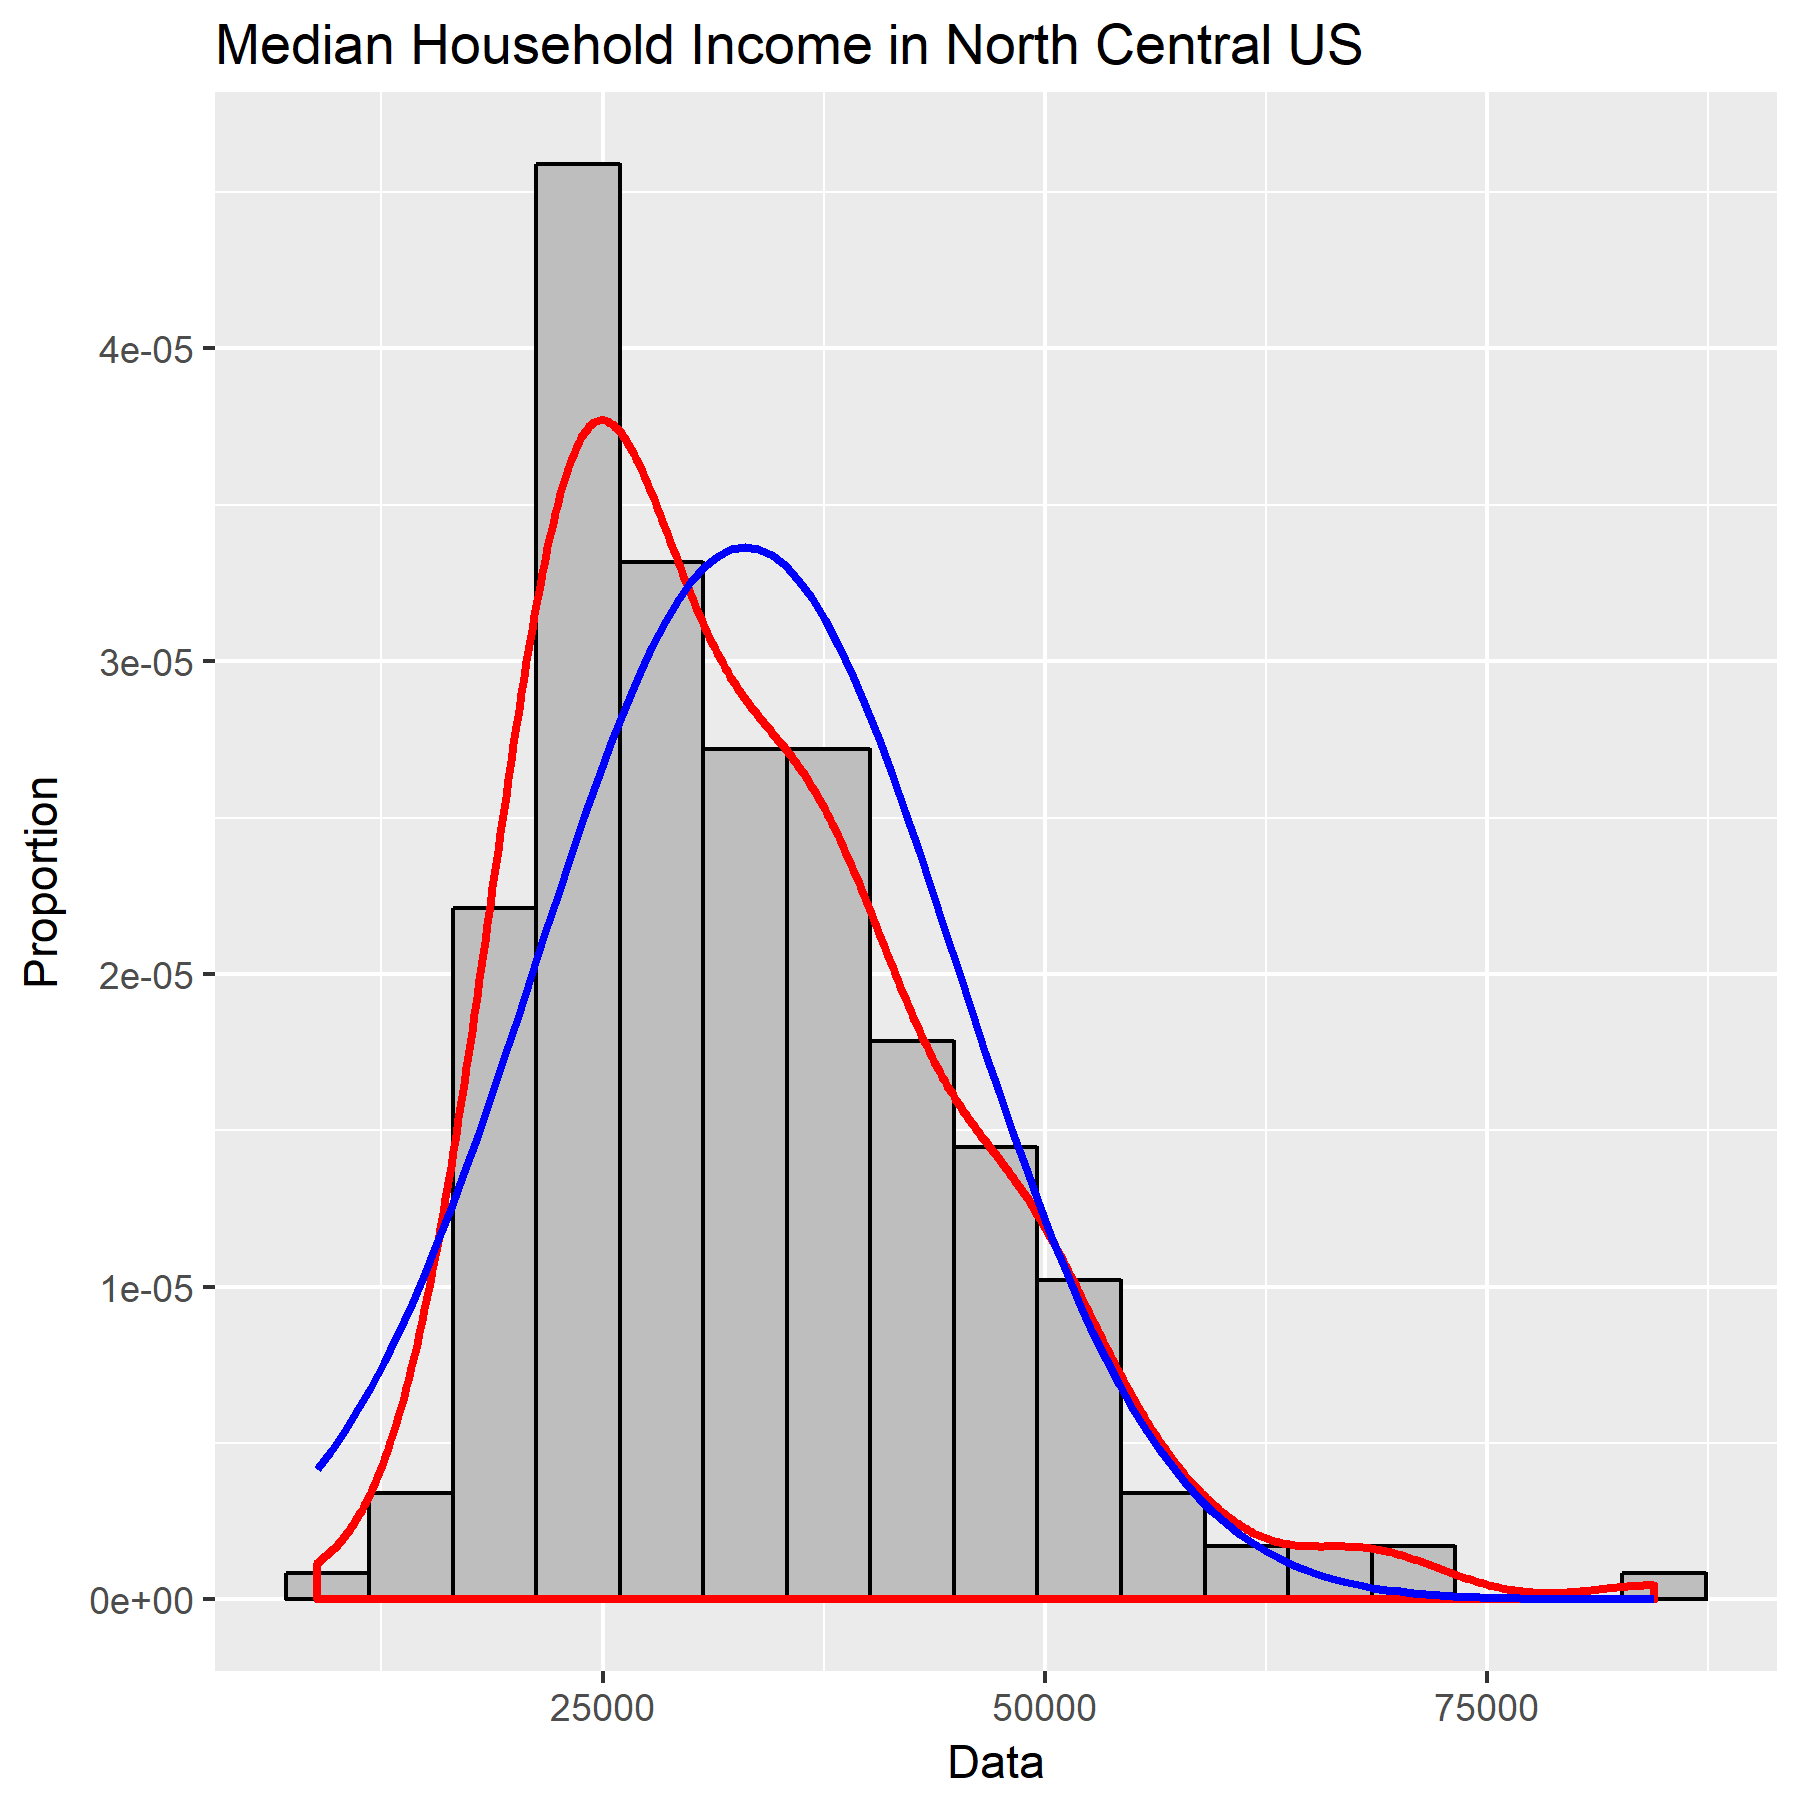 Median Household Income in North Central US
4e-05
3e-05
2e-05
1e-05
0e+00
Proportion
25000 50000 75000
Data